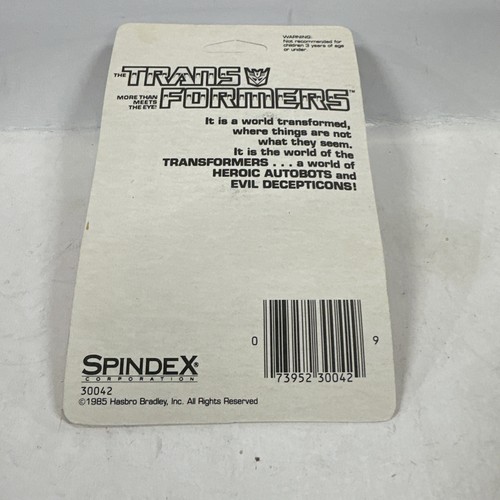 WARNING:
Not recommended for
children 3 years of age
or under.
THE TRANSFORMERS™
MORE THAN
MEETS
THE EYE!
It is a world transformed,
where things are not
what they seem.
It is the world of the
TRANSFORMERS . . . a world of
HEROIC AUTOBOTS and
EVIL DECEPTICONS!
0 73952 30042 9
SPINDEX®
CORPORATION
30042
©1985 Hasbro Bradley, Inc. All Rights Reserved